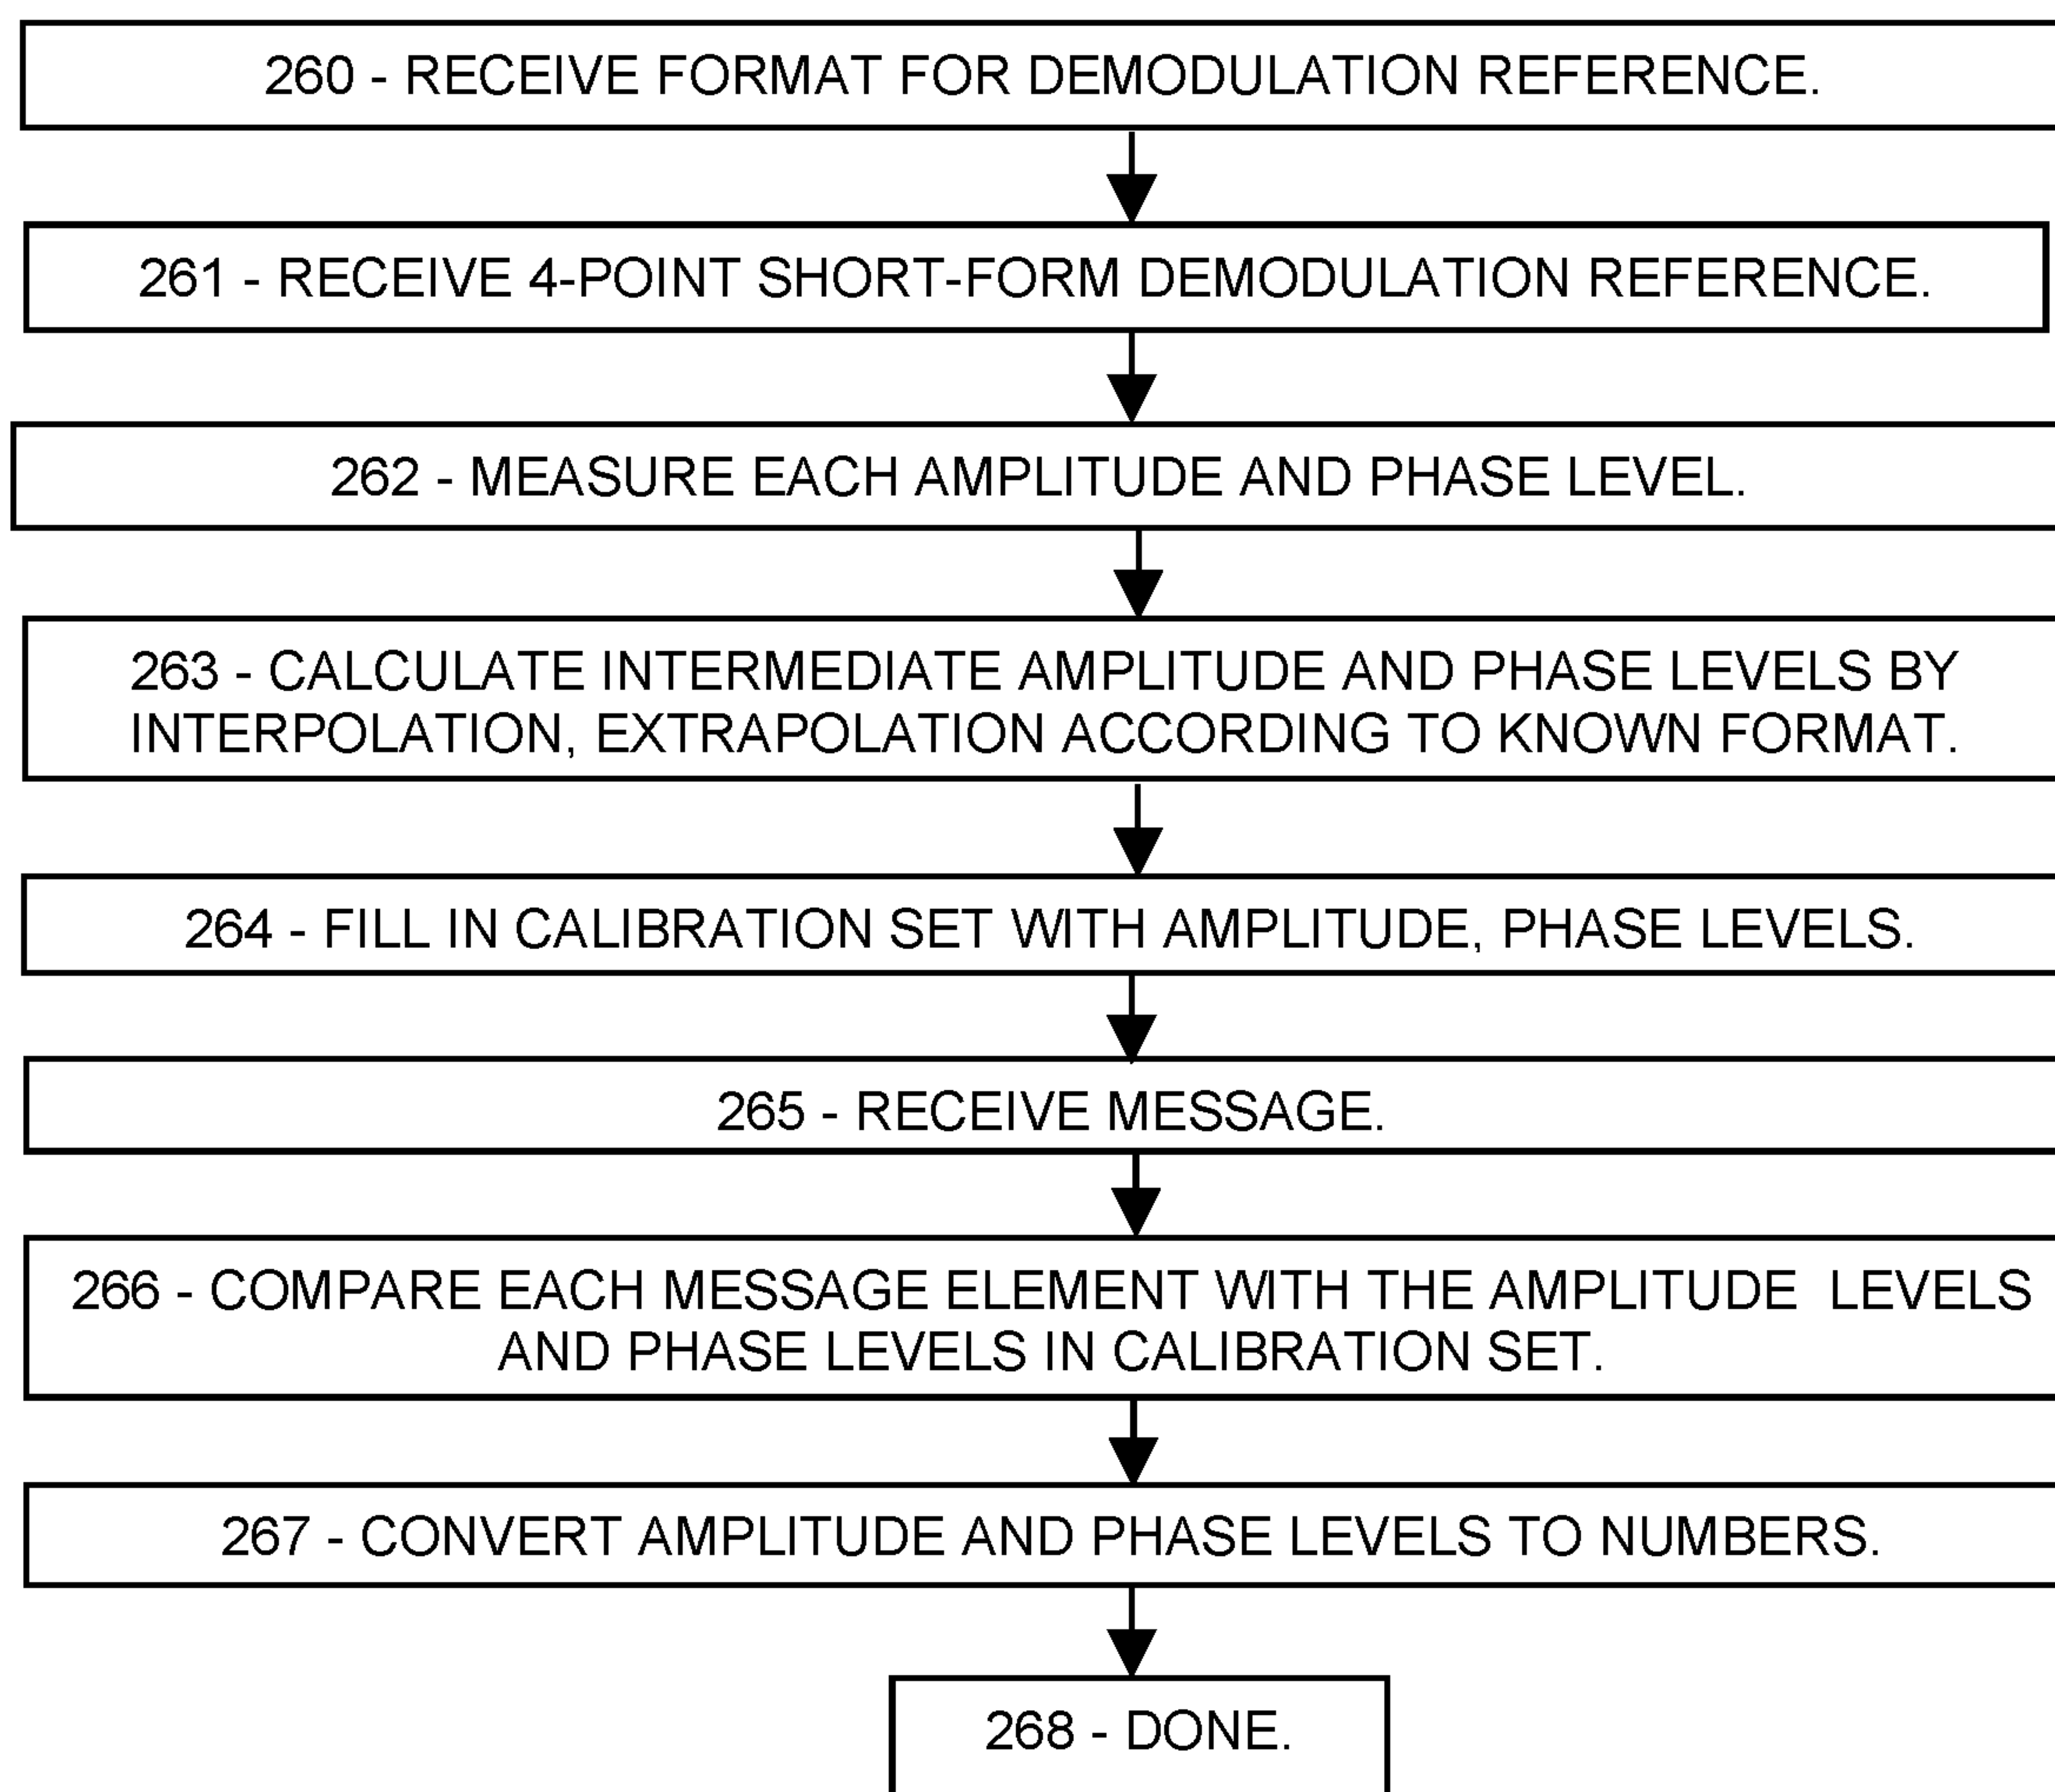 260 - RECEIVE FORMAT FOR DEMODULATION REFERENCE.
261 - RECEIVE 4-POINT SHORT-FORM DEMODULATION REFERENCE.
262 - MEASURE EACH AMPLITUDE AND PHASE LEVEL.
263 - CALCULATE INTERMEDIATE AMPLITUDE AND PHASE LEVELS BY
INTERPOLATION, EXTRAPOLATION ACCORDING TO KNOWN FORMAT.
264 - FILL IN CALIBRATION SET WITH AMPLITUDE, PHASE LEVELS.
265 - RECEIVE MESSAGE.
266 - COMPARE EACH MESSAGE ELEMENT WITH THE AMPLITUDE  LEVELS
AND PHASE LEVELS IN CALIBRATION SET.
267 - CONVERT AMPLITUDE AND PHASE LEVELS TO NUMBERS.
268 - DONE.